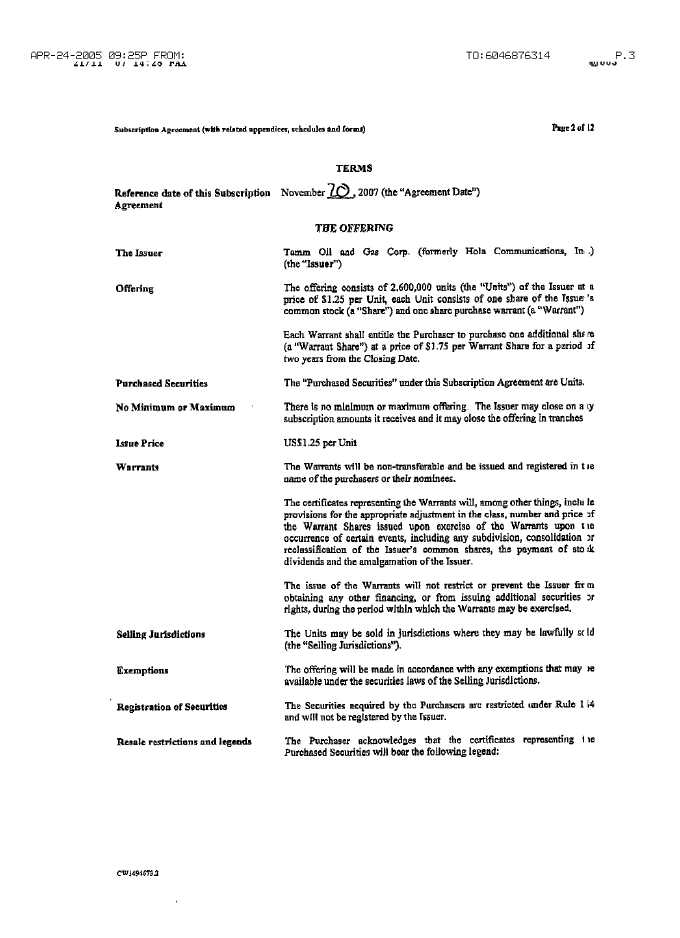 APR-24-2005 09:25P FROM: TO:6046876314 P.3
21/11 07 14:25 FAX
Subscription Agreement (with related appendices, schedules and forms) Page 2 of 12
TERMS
Reference date of this Subscription November 20, 2007 (the “Agreement Date”)
Agreement
THE OFFERING
The Issuer Tamm Oil and Gas Corp. (formerly Hola Communications, In .)
(the “Issuer”)
Offering The offering consists of 2,600,000 units (the “Units”) of the Issuer at a
price of $1.25 per Unit, each Unit consists of one share of the Issue 's
common stock (a “Share”) and one share purchase warrant (a “Warrant”)
Each Warrant shall entitle the Purchaser to purchase one additional share
(a “Warrant Share”) at a price of $1.75 per Warrant Share for a period of
two years from the Closing Date.
Purchased Securities The “Purchased Securities” under this Subscription Agreement are Units.
No Minimum or Maximum There is no minimum or maximum offering. The Issuer may close on any
subscription amounts it receives and it may close the offering in tranches
Issue Price US$1.25 per Unit
Warrants The Warrants will be non-transferable and be issued and registered in the
name of the purchasers or their nominees.
The certificates representing the Warrants will, among other things, include
provisions for the appropriate adjustment in the class, number and price of
the Warrant Shares issued upon exercise of the Warrants upon the
occurrence of certain events, including any subdivision, consolidation or
reclassification of the Issuer's common shares, the payment of stock
dividends and the amalgamation of the Issuer.
The issue of the Warrants will not restrict or prevent the Issuer from
obtaining any other financing, or from issuing additional securities or
rights, during the period within which the Warrants may be exercised.
Selling Jurisdictions The Units may be sold in jurisdictions where they may be lawfully sold
(the “Selling Jurisdictions”).
Exemptions The offering will be made in accordance with any exemptions that may be
available under the securities laws of the Selling Jurisdictions.
Registration of Securities The Securities acquired by the Purchasers are restricted under Rule 144
and will not be registered by the Issuer.
Resale restrictions and legends The Purchaser acknowledges that the certificates representing the
Purchased Securities will bear the following legend:
CW1494678.2